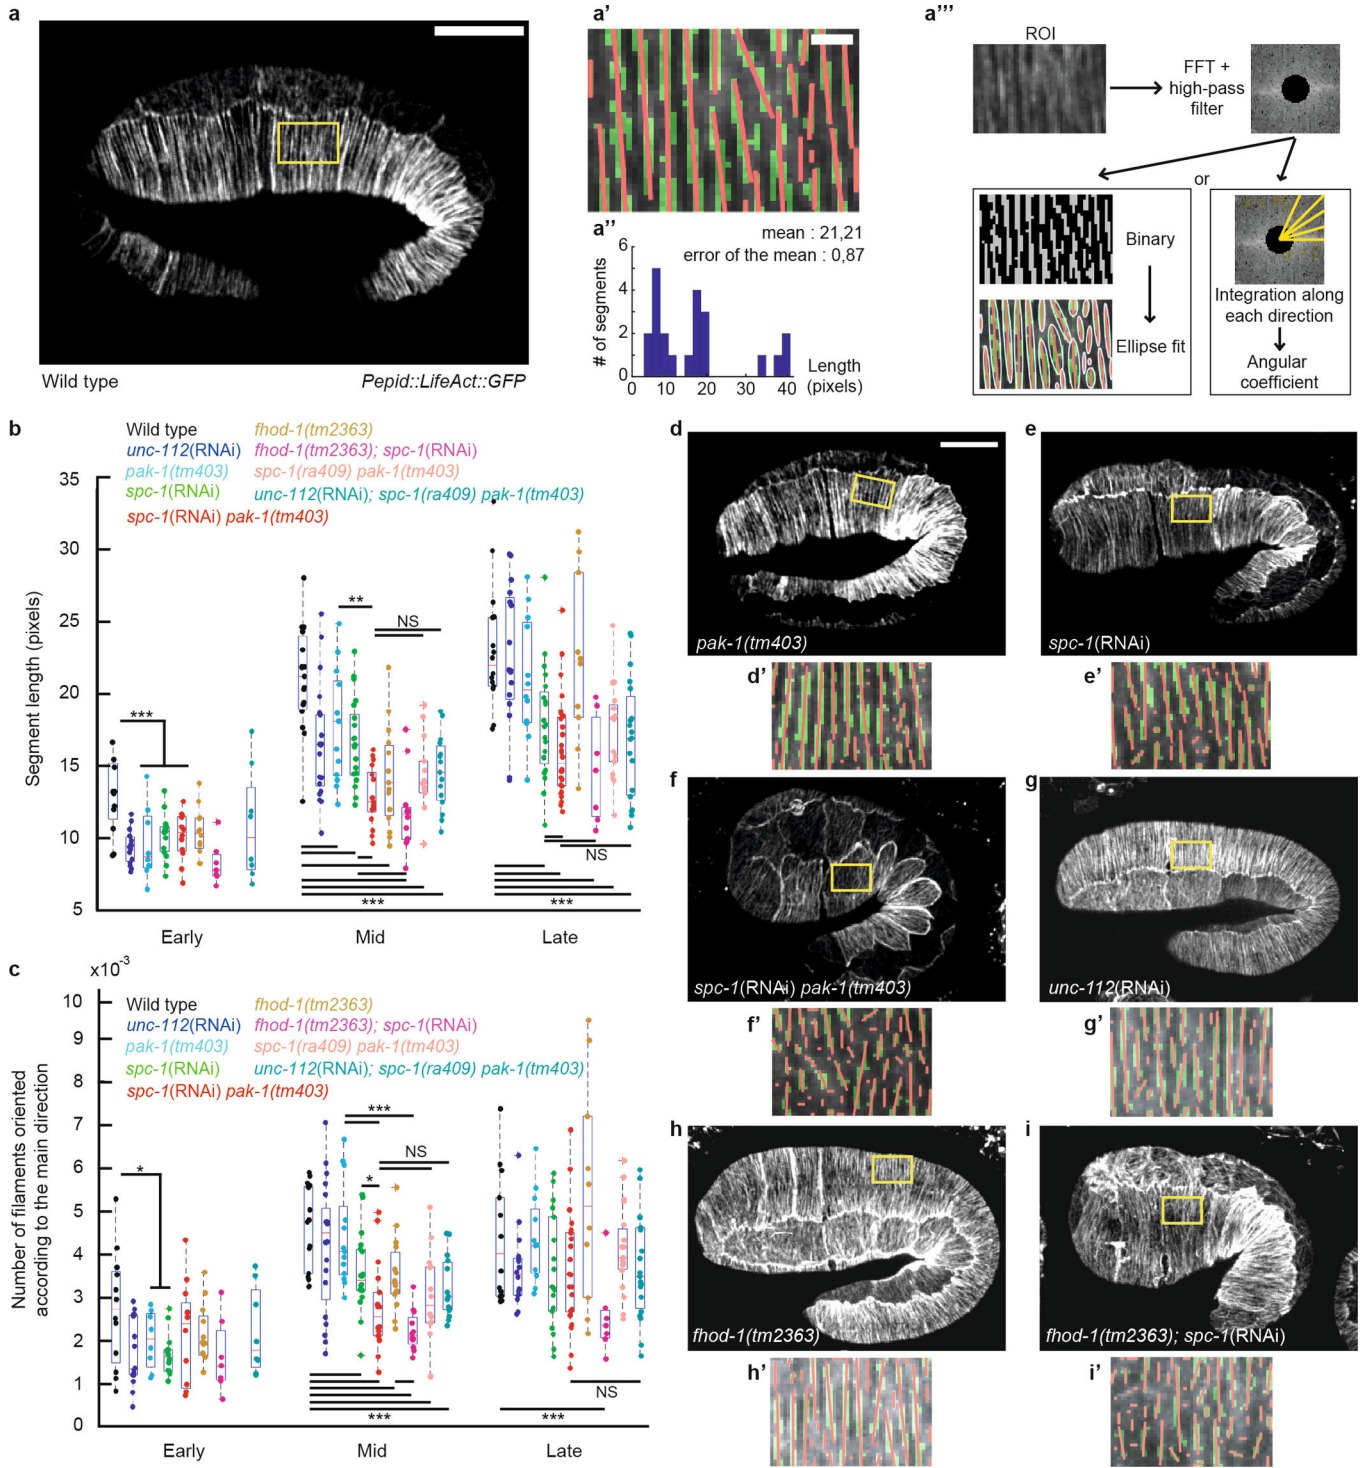 a
Wild type
Pepid::LifeAct::GFP
a'
a''
mean : 21,21
error of the mean : 0,87
# of segments
6
4
2
0
0
10
20
30
40
Length
(pixels)
a'''
ROI
FFT +
high-pass
filter
or
Binary
Ellipse fit
Integration along
each direction
Angular
coefficient
b
Wild type
fhod-1(tm2363)
unc-112(RNAi)
fhod-1(tm2363); spc-1(RNAi)
pak-1(tm403)
spc-1(ra409) pak-1(tm403)
spc-1(RNAi)
unc-112(RNAi); spc-1(ra409) pak-1(tm403)
spc-1(RNAi) pak-1(tm403)
Segment length (pixels)
35
30
25
20
15
10
5
***
**
NS
***
NS
***
Early
Mid
Late
c
x10-3
Wild type
fhod-1(tm2363)
unc-112(RNAi)
fhod-1(tm2363); spc-1(RNAi)
pak-1(tm403)
spc-1(ra409) pak-1(tm403)
spc-1(RNAi)
unc-112(RNAi); spc-1(ra409) pak-1(tm403)
spc-1(RNAi) pak-1(tm403)
Number of filaments oriented
according to the main direction
10
9
8
7
6
5
4
3
2
1
0
*
***
NS
*
***
NS
***
Early
Mid
Late
d
pak-1(tm403)
d'
e
spc-1(RNAi)
e'
f
spc-1(RNAi) pak-1(tm403)
f'
g
unc-112(RNAi)
g'
h
fhod-1(tm2363)
h'
i
fhod-1(tm2363); spc-1(RNAi)
i'